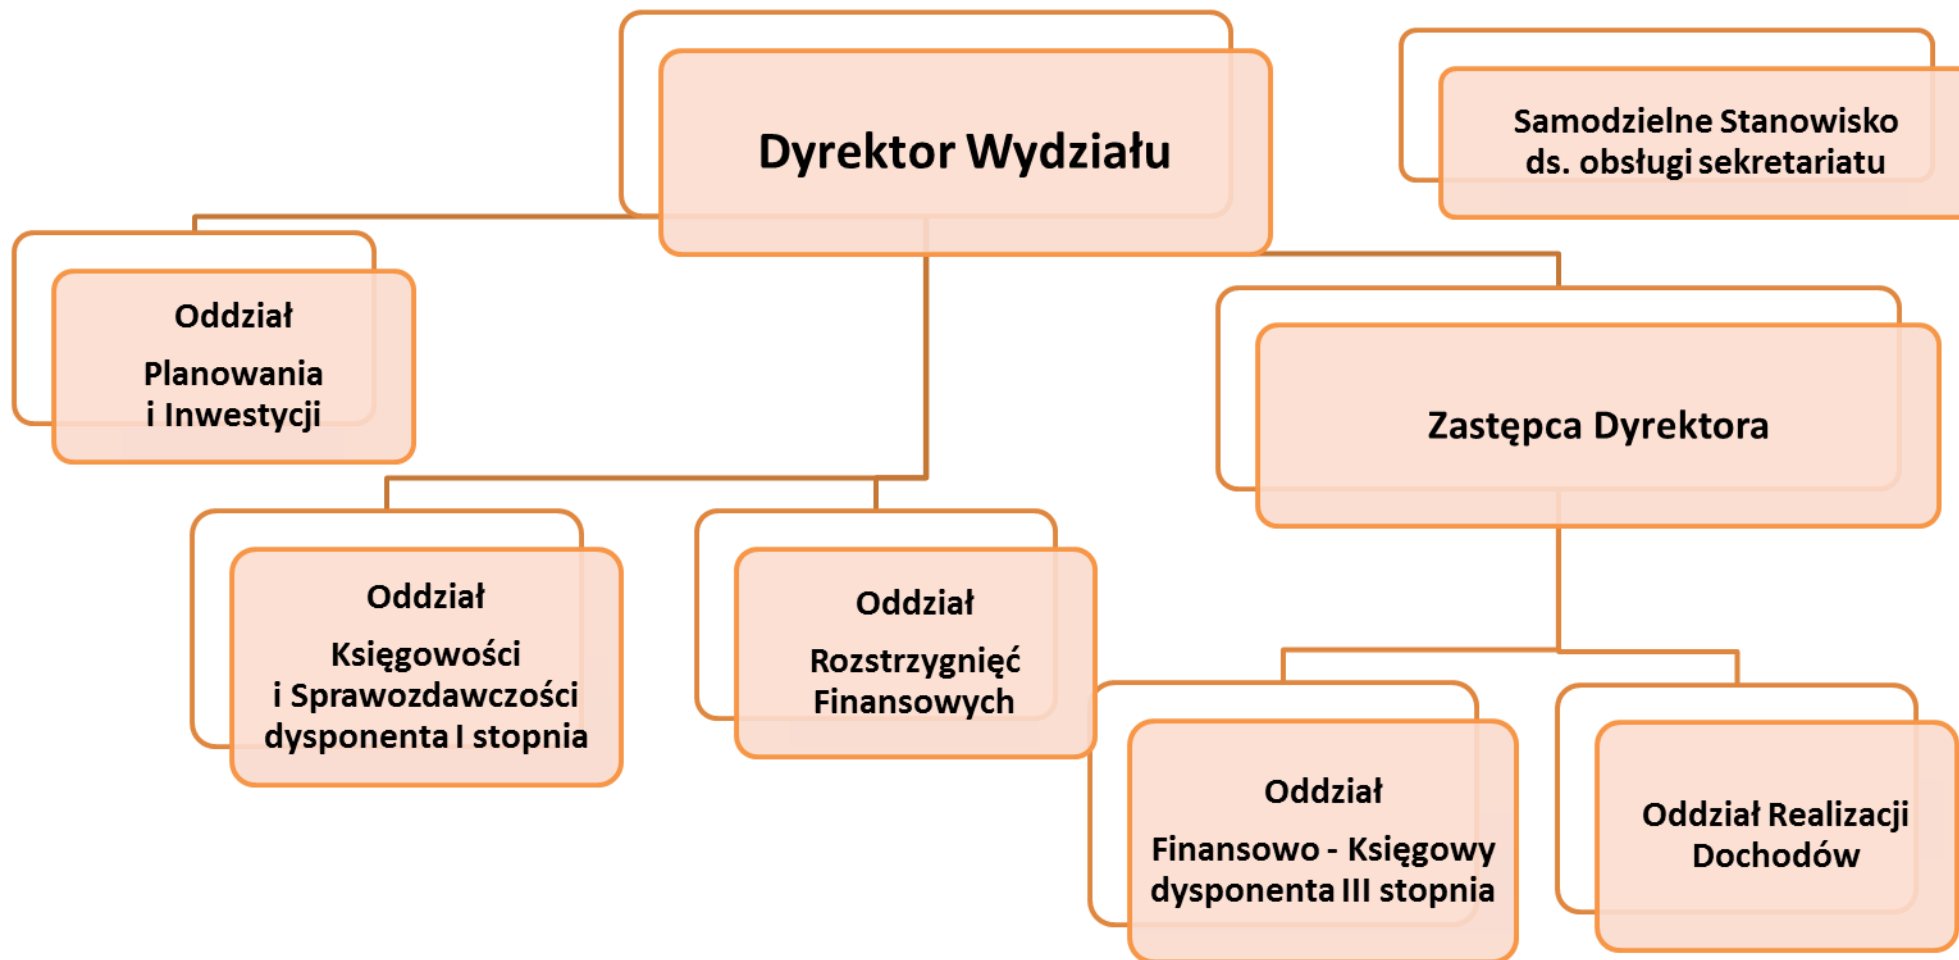 Dyrektor Wydziału
Samodzielne Stanowisko
ds. obsługi sekretariatu
Oddział
Planowania
i Inwestycji
Zastępca Dyrektora
Oddział
Księgowości
i Sprawozdawczości
dysponenta I stopnia
Oddział
Rozstrzygnięć
Finansowych
Oddział
Finansowo - Księgowy
dysponenta III stopnia
Oddział Realizacji
Dochodów